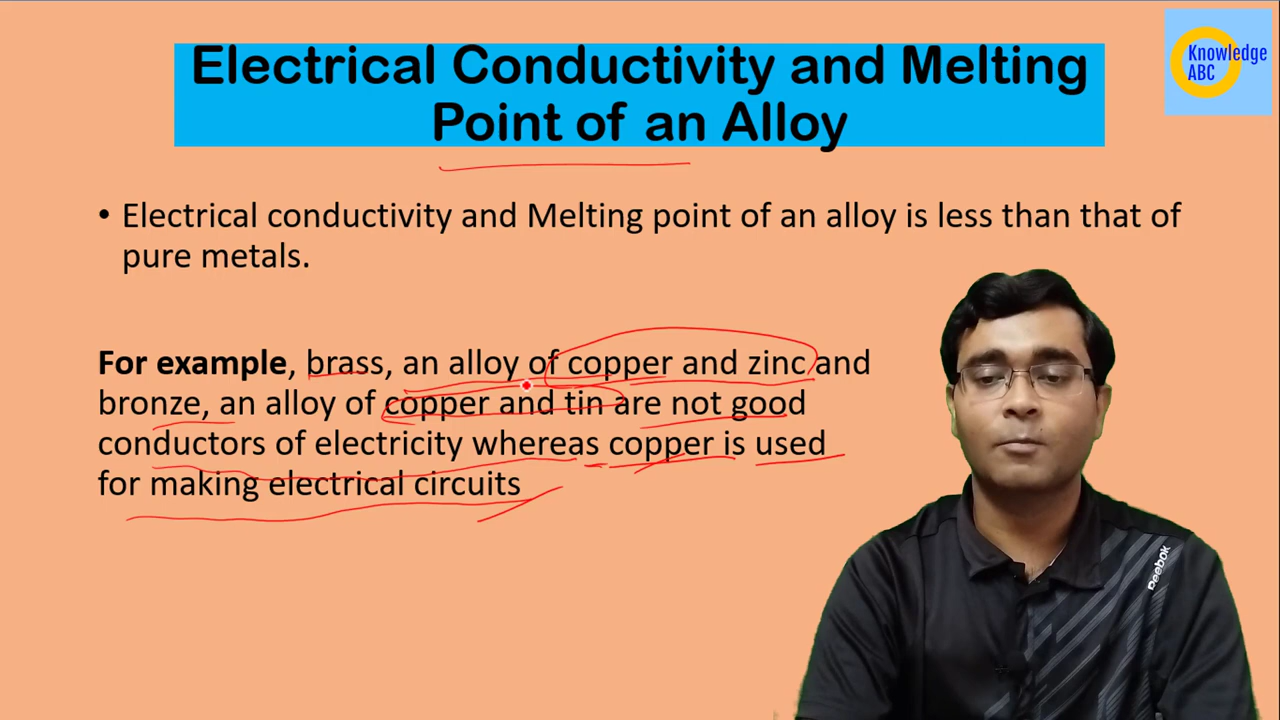 Electrical Conductivity and Melting
Point of an Alloy
Knowledge
ABC
• Electrical conductivity and Melting point of an alloy is less than that of
pure metals.
For example, brass, an alloy of copper and zinc and
bronze, an alloy of copper and tin are not good
conductors of electricity whereas copper is used
for making electrical circuits
Reebok